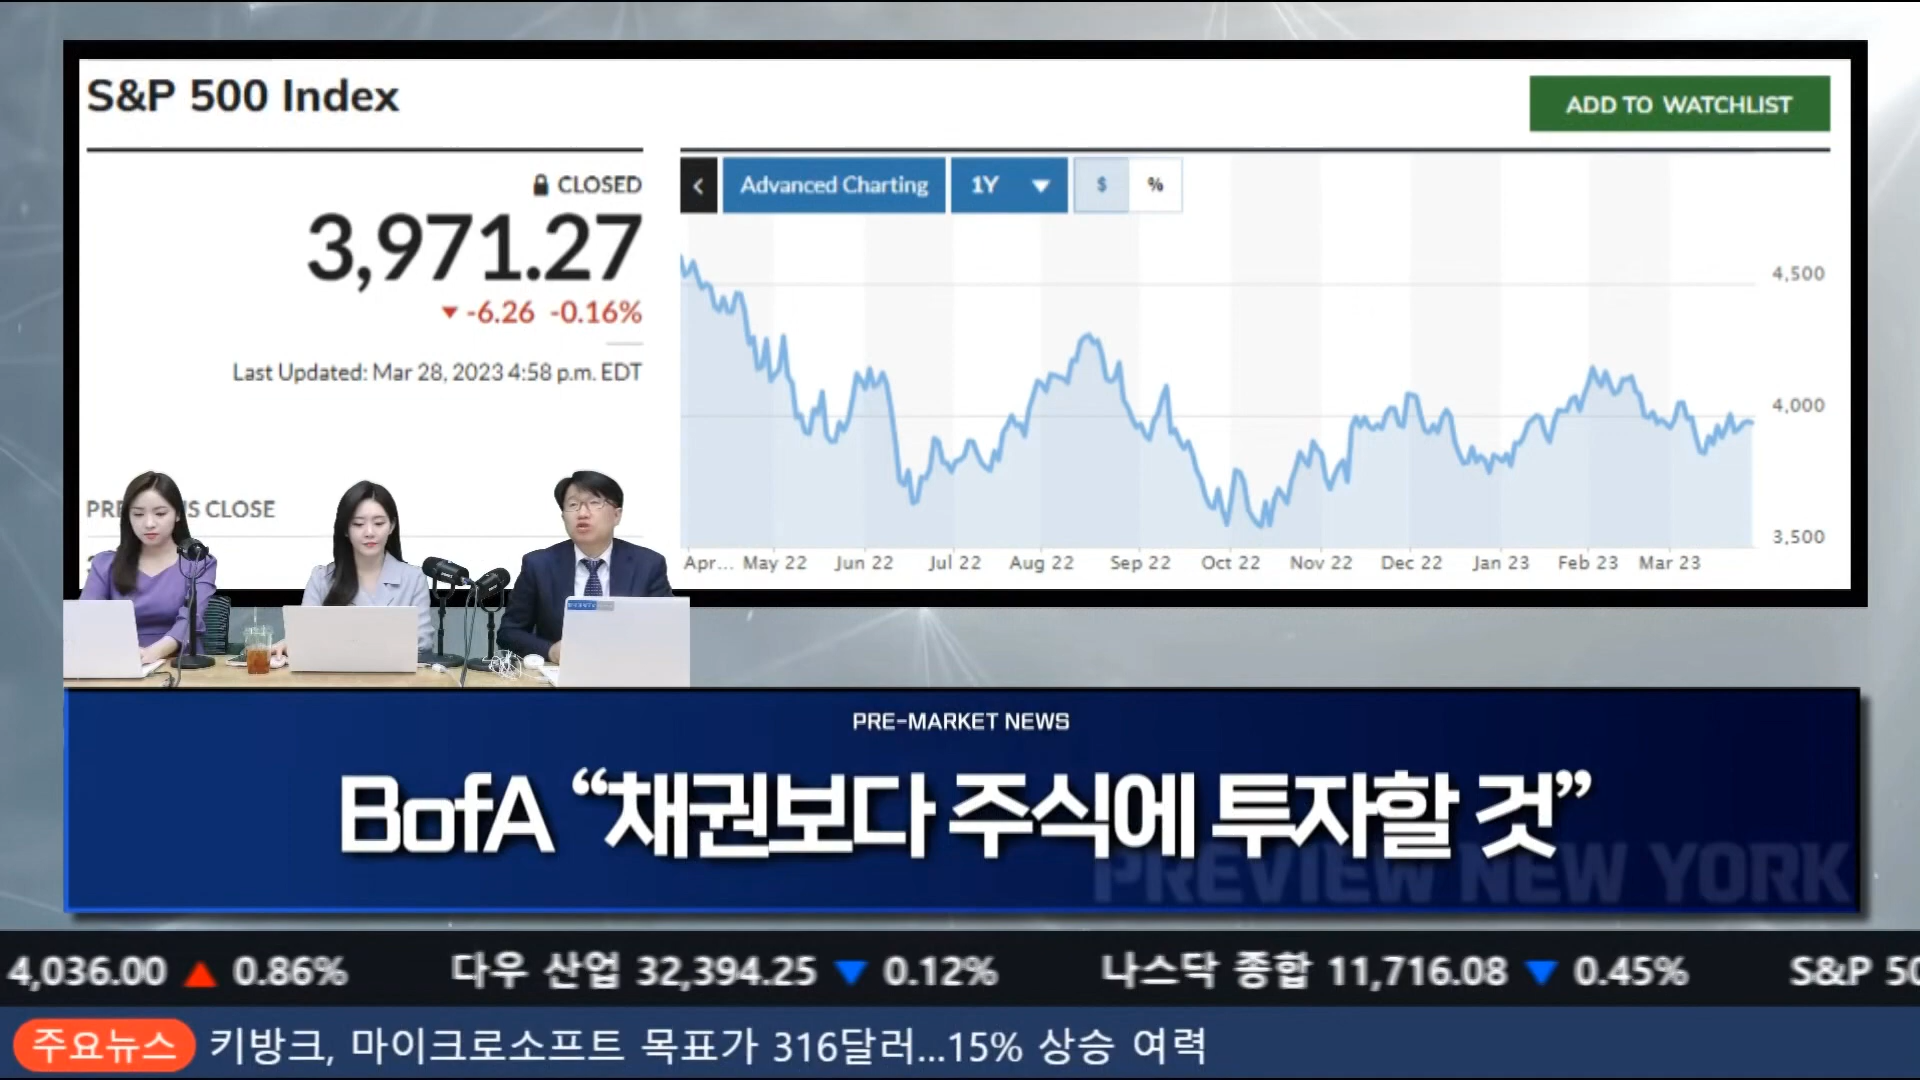 S&P 500 Index
ADD TO WATCHLIST
CLOSED
3,971.27
-6.26 -0.16%
Last Updated: Mar 28, 2023 4:58 p.m. EDT
CLOSE
Advanced Charting
1Y
$
%
4,500
4,000
3,500
Apr... May 22 Jun 22 Jul 22 Aug 22 Sep 22 Oct 22 Nov 22 Dec 22 Jan 23 Feb 23 Mar 23
PRE-MARKET NEWS
BofA “채권보다 주식에 투자할 것”
PREVIEW NEW YORK
4,036.00 ▲ 0.86% 다우 산업 32,394.25 ▼ 0.12% 나스닥 종합 11,716.08 ▼ 0.45% S&P 50
주요뉴스 키방크, 마이크로소프트 목표가 316달러...15% 상승 여력